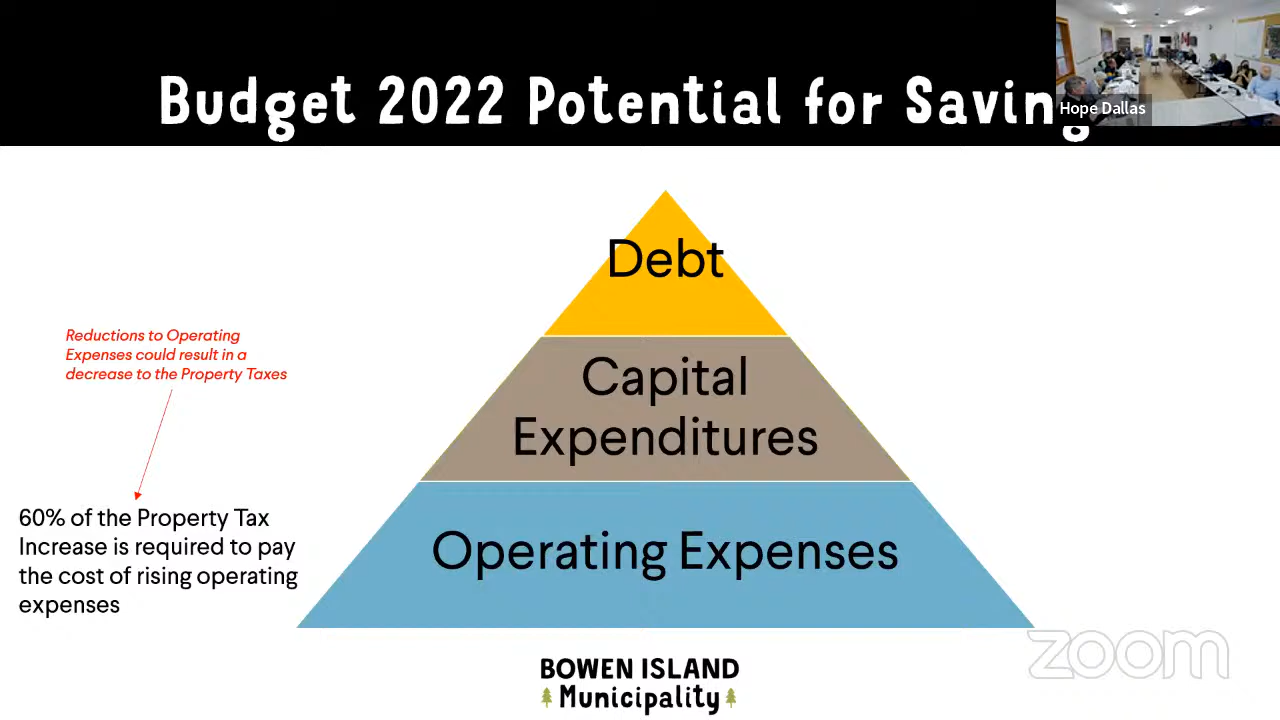 Budget 2022 Potential for Saving
Hope Dallas
Debt
Reductions to Operating
Expenses could result in a
decrease to the Property Taxes
Capital
Expenditures
60% of the Property Tax
Increase is required to pay
the cost of rising operating
expenses
Operating Expenses
BOWEN ISLAND
Municipality
zoom